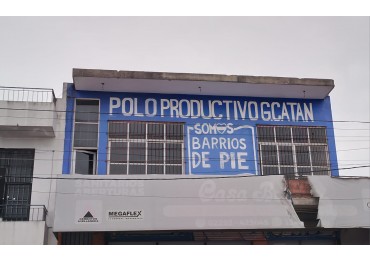 POLO PRODUCTIVO G.CATAN
SOMOS
BARRIOS
DE PIE
MEGAFLEX